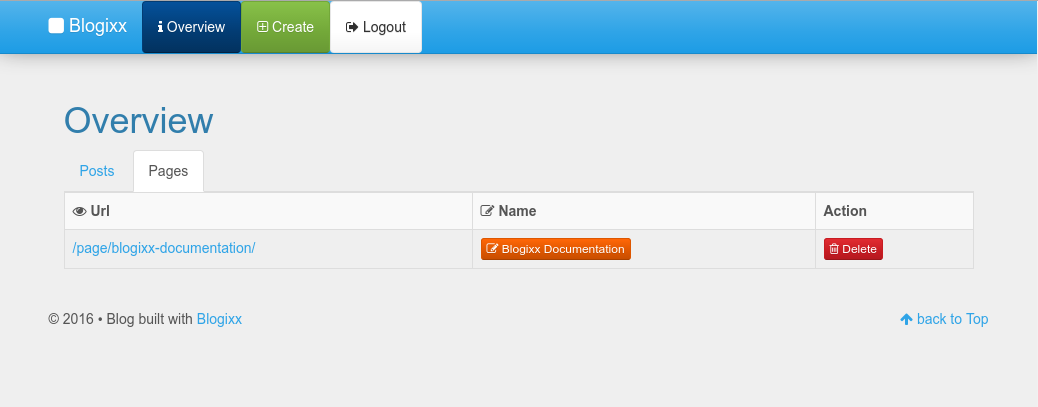 Blogixx Overview Create Logout
Overview
Posts Pages
Url Name Action
/page/blogixx-documentation/ Blogixx Documentation Delete
© 2016 • Blog built with Blogixx back to Top